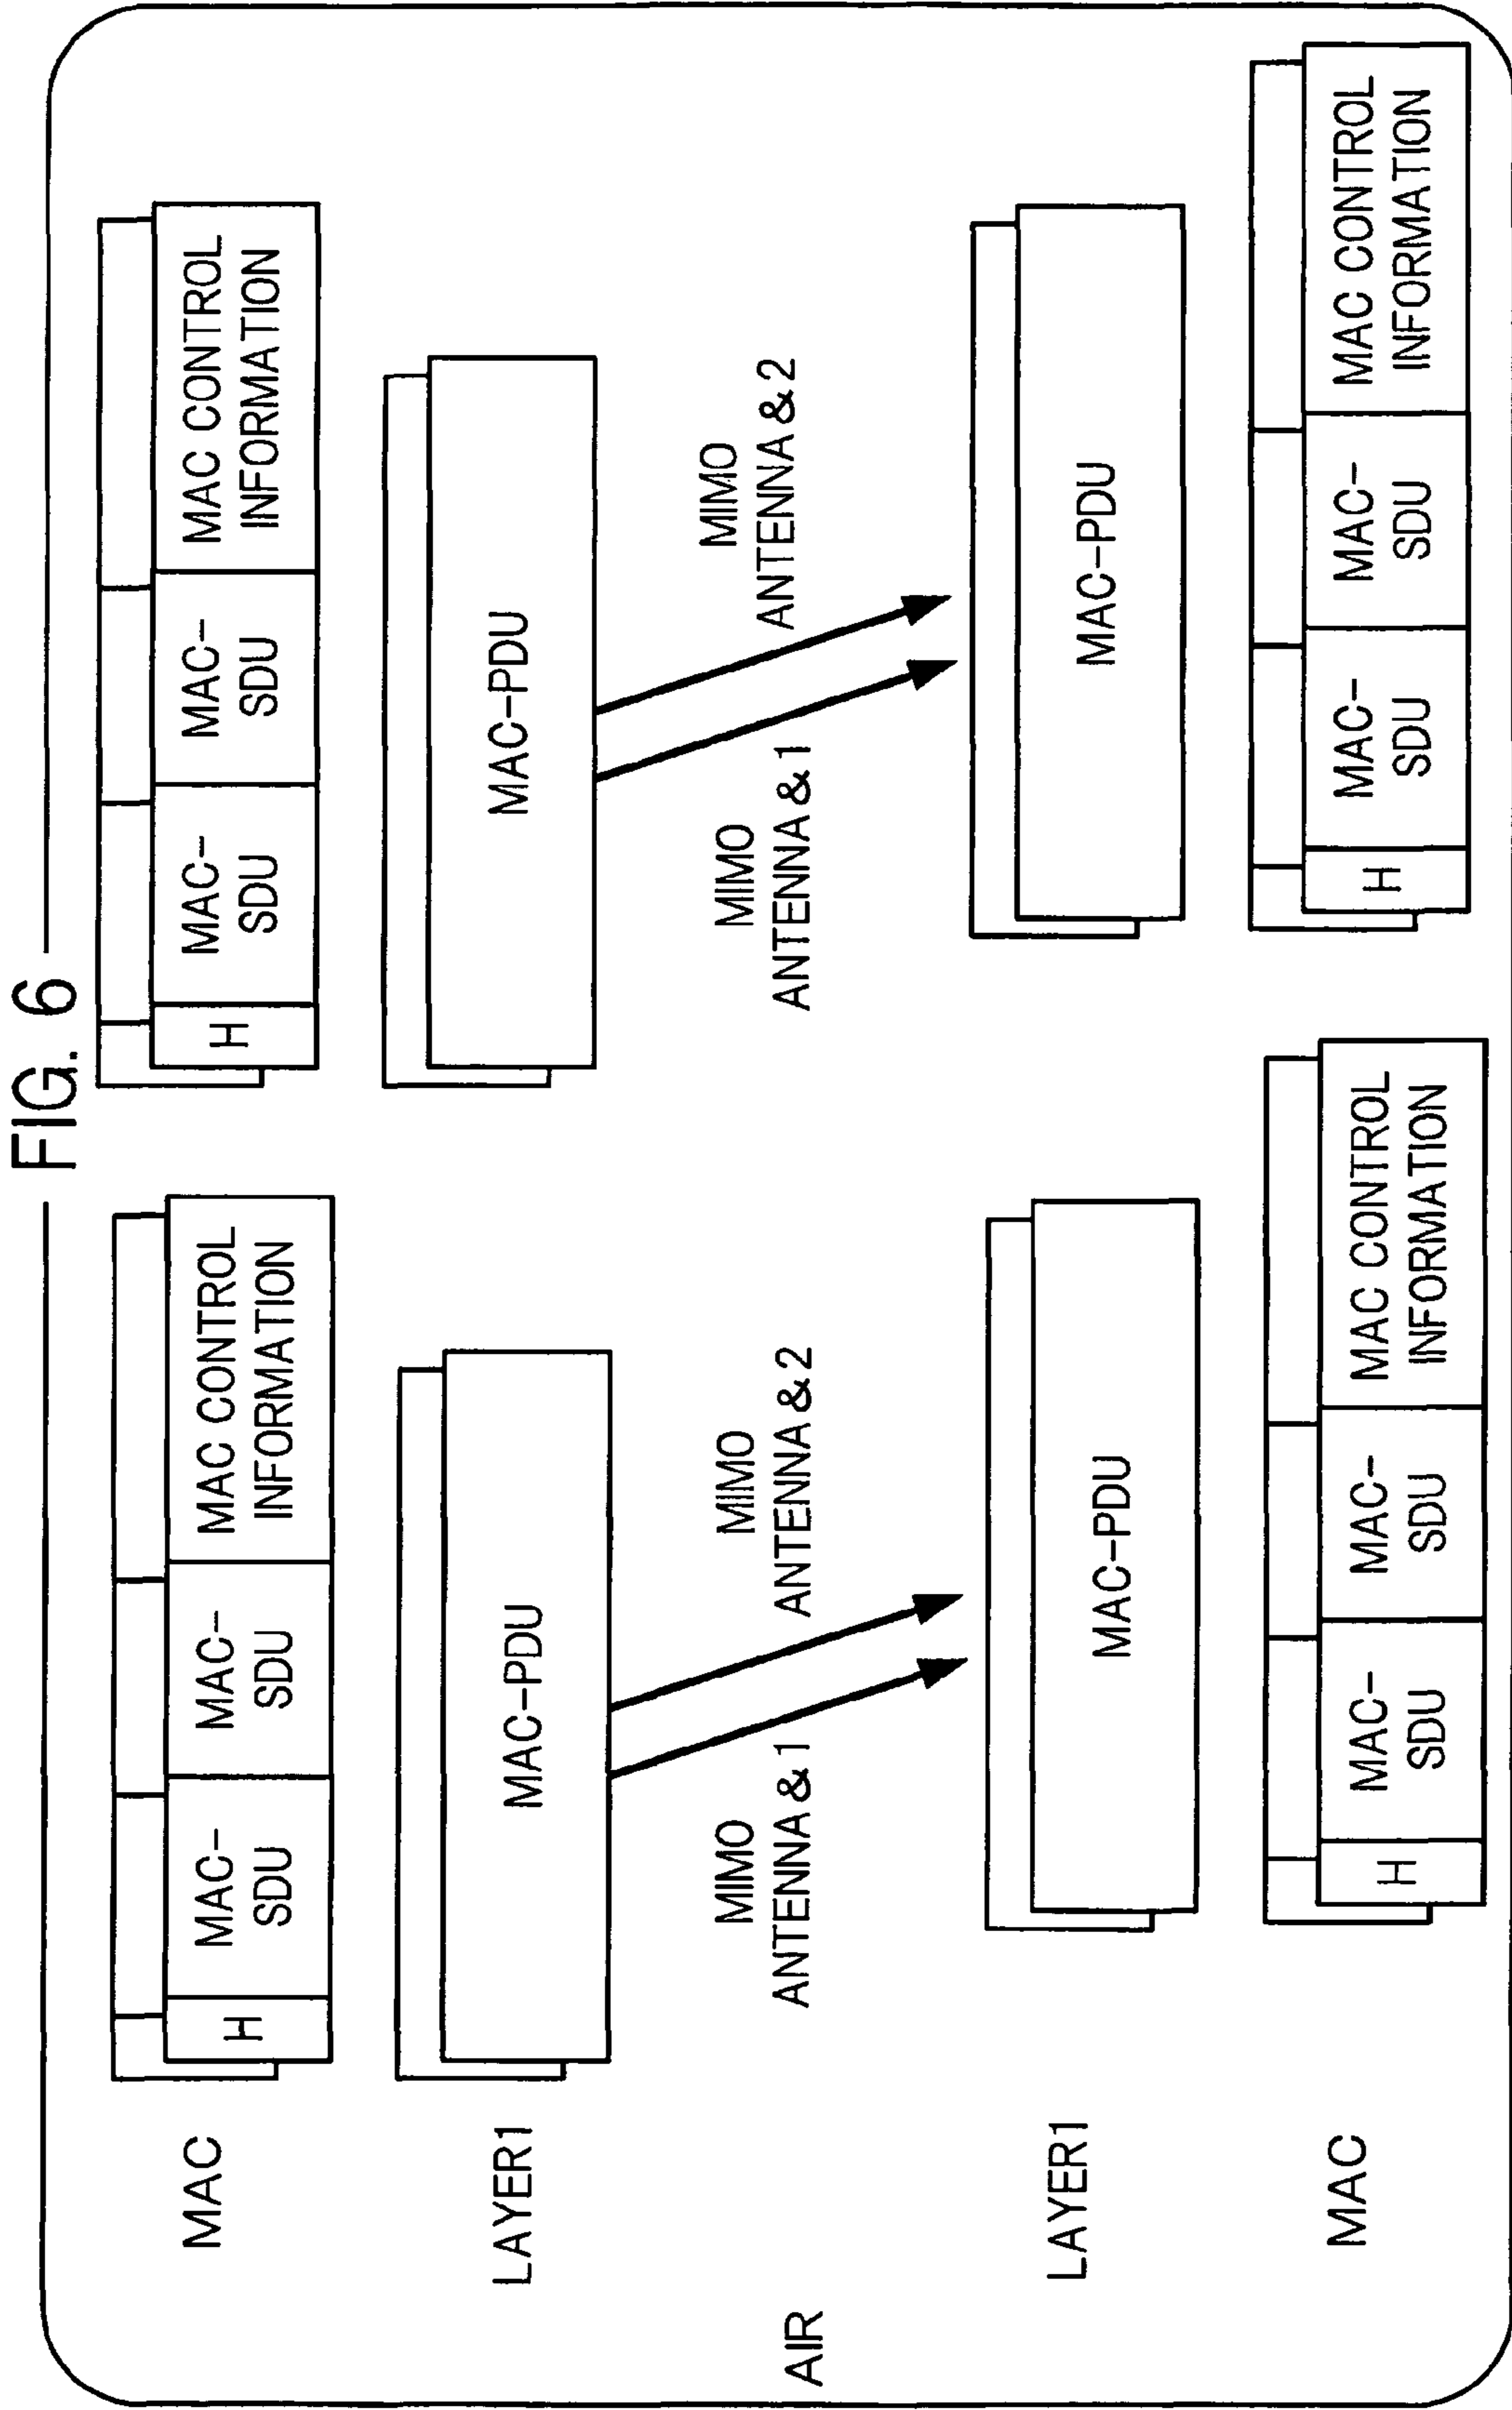 FIG. 6
MAC
H
MAC-
SDU
MAC-
SDU
MAC CONTROL
INFORMATION
H
MAC-
SDU
MAC-
SDU
MAC CONTROL
INFORMATION
LAYER1
MAC-PDU
MAC-PDU
AIR
MIMO
ANTENNA&1
MIMO
ANTENNA&2
MIMO
ANTENNA&1
MIMO
ANTENNA&2
LAYER1
MAC-PDU
MAC-PDU
MAC
H
MAC-
SDU
MAC-
SDU
MAC CONTROL
INFORMATION
H
MAC-
SDU
MAC-
SDU
MAC CONTROL
INFORMATION